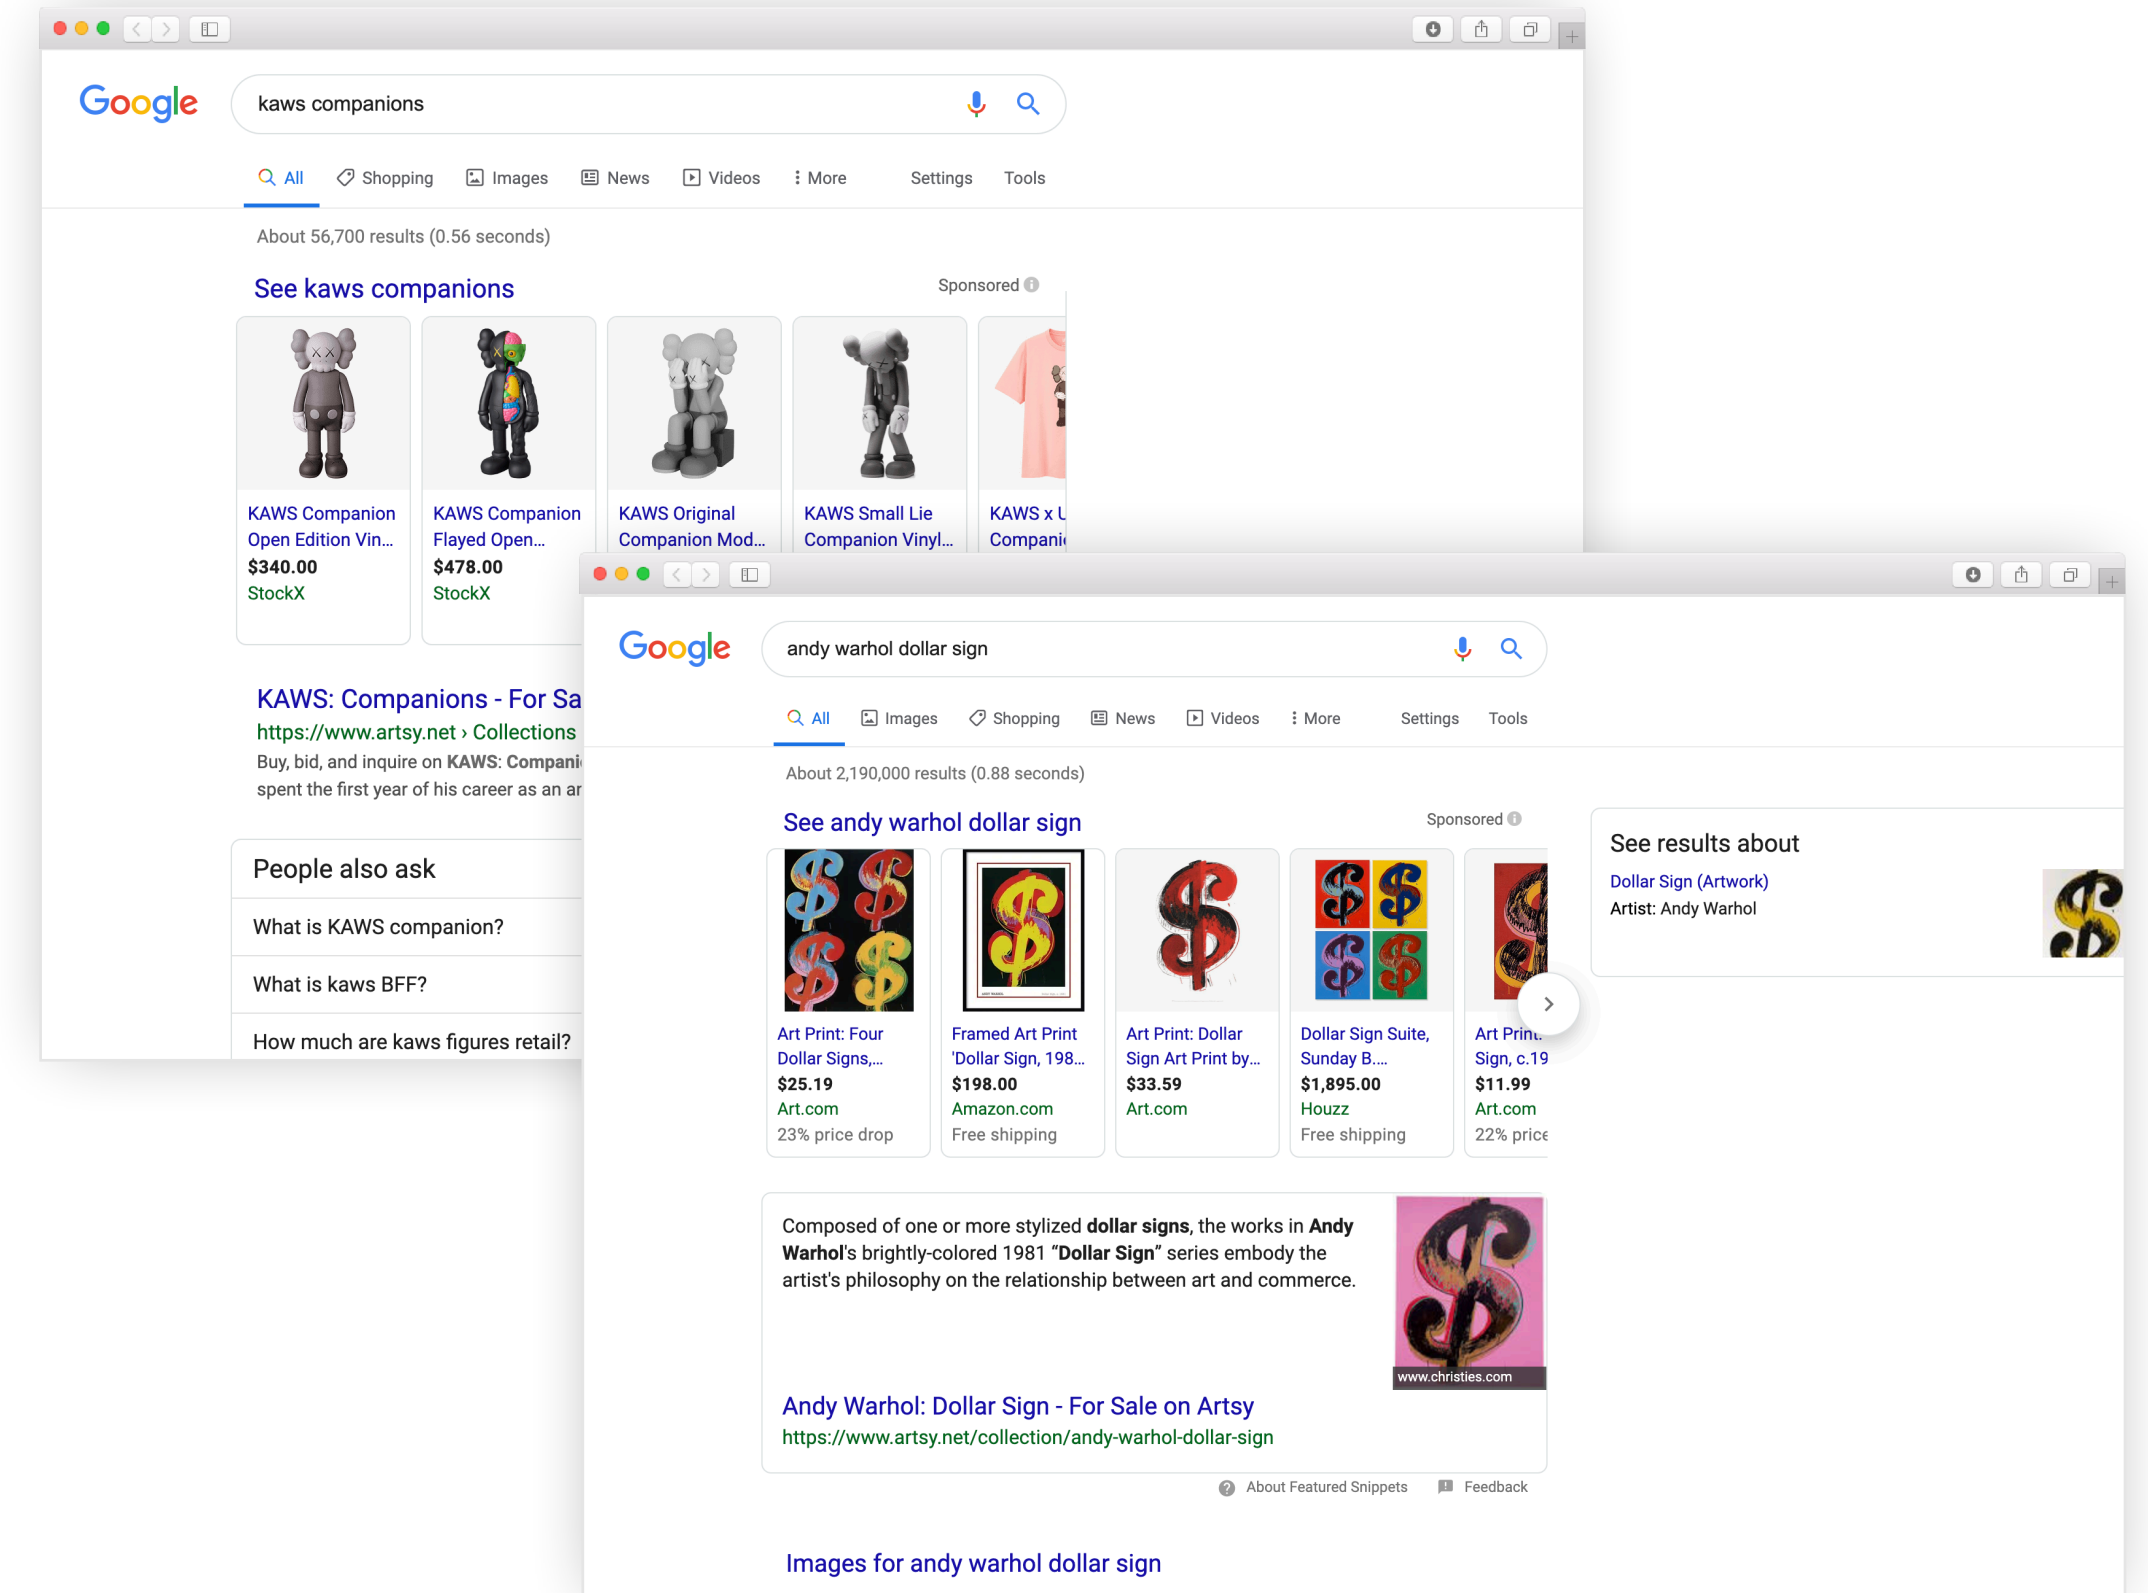 Google
kaws companions
All
Shopping
Images
News
Videos
More
Settings
Tools
About 56,700 results (0.56 seconds)
See kaws companions
Sponsored
KAWS Companion
Open Edition Vin...
$340.00
StockX
KAWS Companion
Flayed Open...
$478.00
StockX
KAWS Original
Companion Mod...
KAWS Small Lie
Companion Vinyl...
KAWS x
KAWS: Companions - For
https://www.artsy.net › Collections
Buy, bid, and inquire on KAWS:
spent the first year of his career as an
People also ask
What is KAWS companion?
What is kaws BFF?
How much are kaws figures retail?
Google
andy warhol dollar sign
All
Images
Shopping
News
Videos
More
Settings
Tools
About 2,190,000 results (0.88 seconds)
See andy warhol dollar sign
Sponsored
Art Print: Four
Dollar Signs,...
$25.19
Art.com
23% price drop
Framed Art Print
'Dollar Sign, 198...
$198.00
Amazon.com
Free shipping
Art Print: Dollar
Sign Art Print by...
$33.59
Art.com
Dollar Sign Suite,
Sunday B....
$1,895.00
Houzz
Free shipping
Art Print:
Sign, c.19
$11.99
Art.com
22% price
See results about
Dollar Sign (Artwork)
Artist: Andy Warhol
Composed of one or more stylized dollar signs, the works in Andy
Warhol's brightly-colored 1981 “Dollar Sign” series embody the
artist's philosophy on the relationship between art and commerce.
www.christies.com
Andy Warhol: Dollar Sign - For Sale on Artsy
https://www.artsy.net/collection/andy-warhol-dollar-sign
About Featured Snippets
Feedback
Images for andy warhol dollar sign